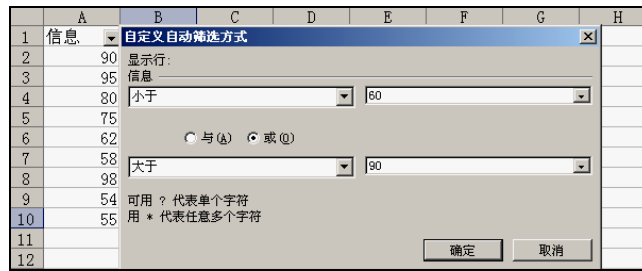 A B C D E F G H
1 信息 自定义自动筛选方式
2 90 显示行:
3 95 信息
4 80 小于 60
5 75
6 62 与(A) 或(O)
7 58
8 98 大于 90
9 54 可用 ? 代表单个字符
10 55 用 * 代表任意多个字符
11
12 确定 取消